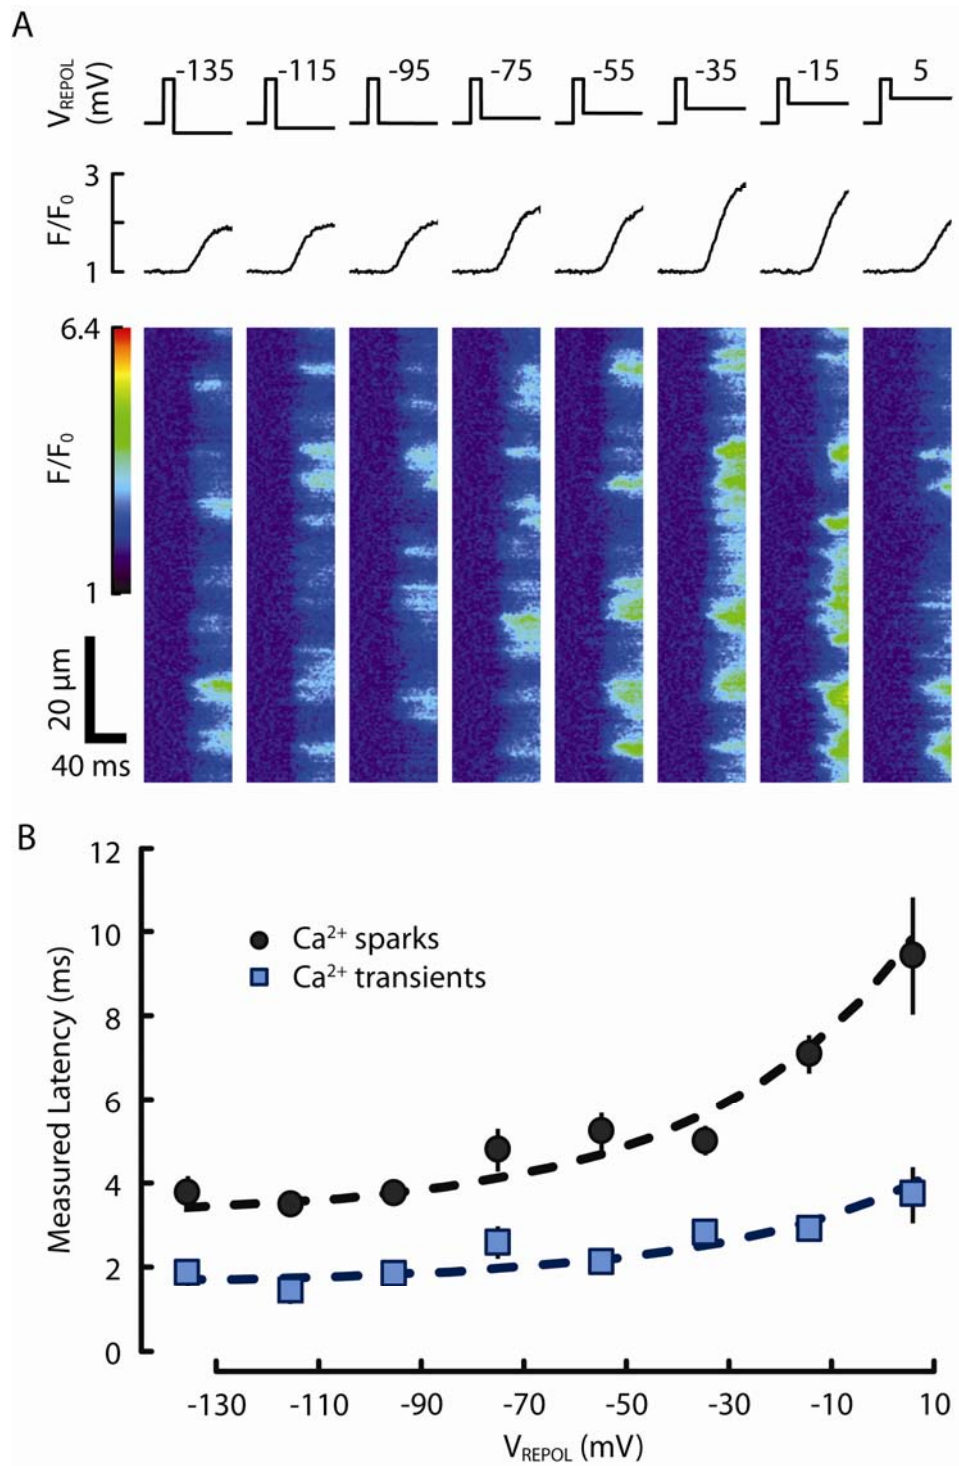 A
V_REPOL (mV)
-135 -115 -95 -75 -55 -35 -15 5
3
F/F₀
1
6.4
F/F₀
1
20 µm
40 ms
B
12
10
8
6
4
2
0
Measured Latency (ms)
Ca²⁺ sparks
Ca²⁺ transients
-130 -110 -90 -70 -50 -30 -10 10
V_REPOL (mV)